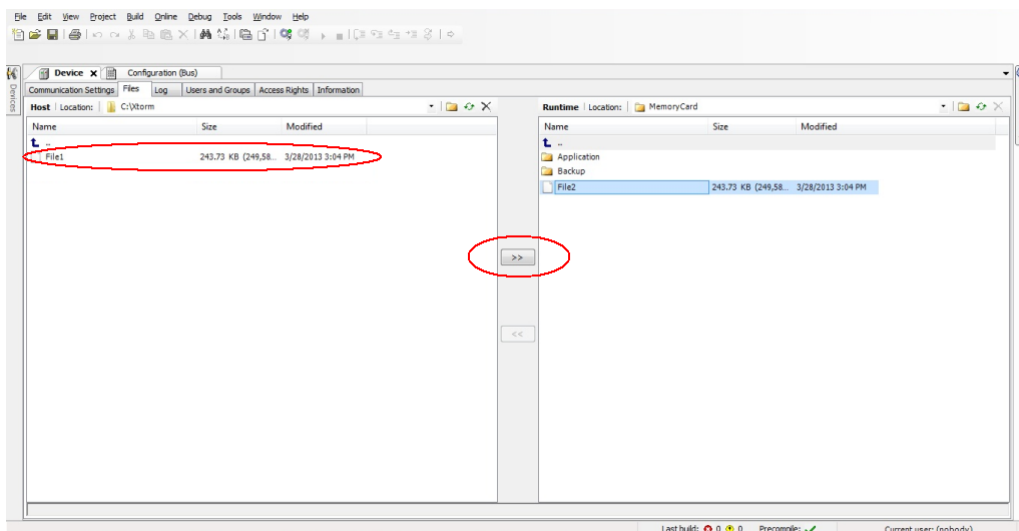 File Edit View Project Build Online Debug Tools Window Help
Device X Configuration (Bus)
Devices
Communication Settings Files Log Users and Groups Access Rights Information
Host Location: C:\Xtorm Runtime Location: MemoryCard
Name Size Modified Name Size Modified
.. ..
File1 243.73 KB (249,58... 3/28/2013 3:04 PM Application
Backup
File2 243.73 KB (249,58... 3/28/2013 3:04 PM
>>
<<
Last build: 0 0 Precompile: Current user: (nobody)